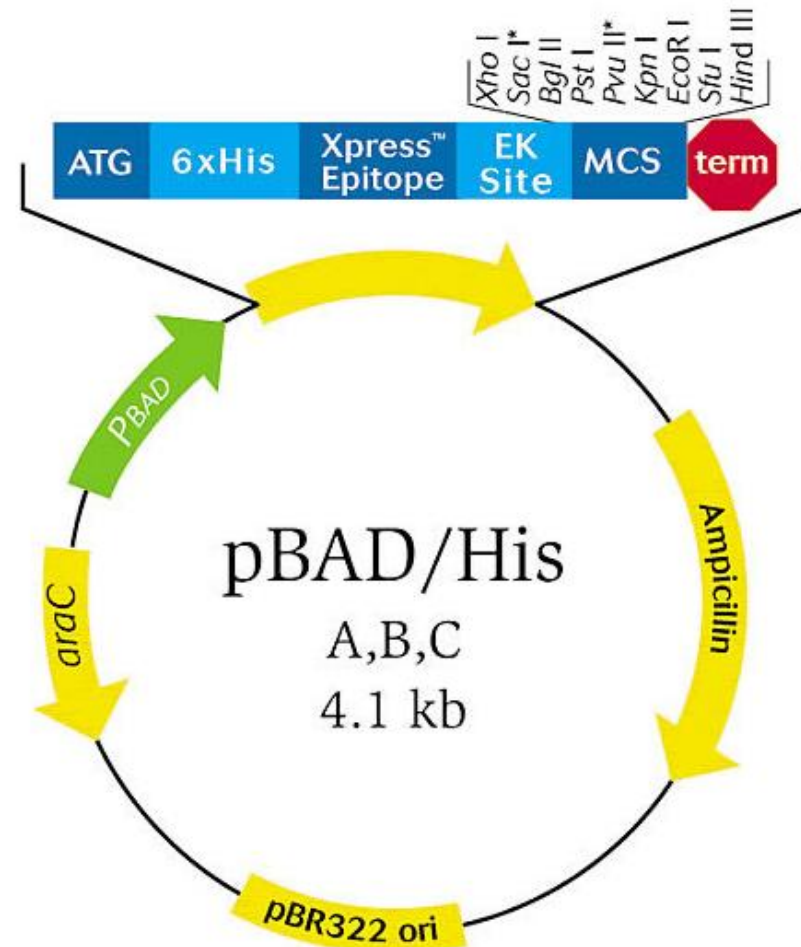 Xho I
Sac I*
Bgl II
Pst I
Pvu II*
Kpn I
EcoR I
Sfu I
Hind III
ATG
6xHis
Xpress™
Epitope
EK
Site
MCS
term
PBAD
araC
Ampicillin
pBAD/His
A,B,C
4.1 kb
pBR322 ori